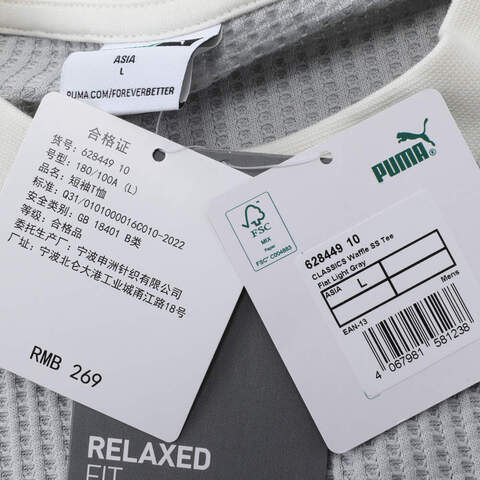 ASIA
L
PUMA.COM/FOREVERBETTER
合格证
货号: 628449 10
号型: 180/100A (L)
品名: 短袖T恤
标准: Q31/0101000016C010-2022
安全类别: GB 18401 B类
等级: 合格品
委托生产厂: 宁波申洲针织有限公司
厂址: 宁波北仑大港工业城甬江路18号
RMB 269
FSC
MIX
Paper
FSC C004883
PUMA
628449 10
CLASSICS Waffle SS Tee
Flat Light Gray
ASIA L
EAN-13
Mens
4 067981 581238
RELAXED
FIT